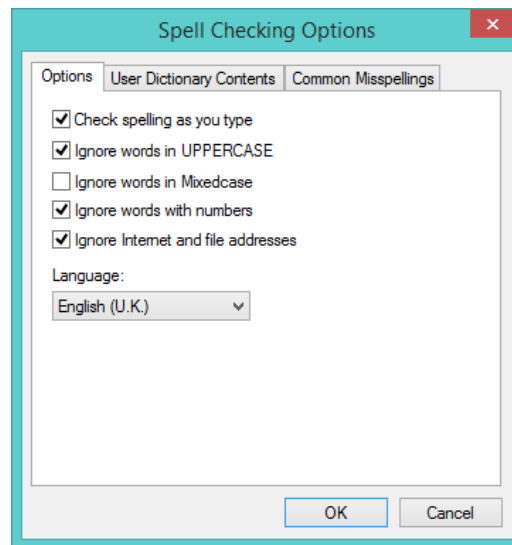 Spell Checking Options
Options User Dictionary Contents Common Misspellings
Check spelling as you type
Ignore words in UPPERCASE
Ignore words in Mixedcase
Ignore words with numbers
Ignore Internet and file addresses
Language:
English (U.K.)
OK Cancel